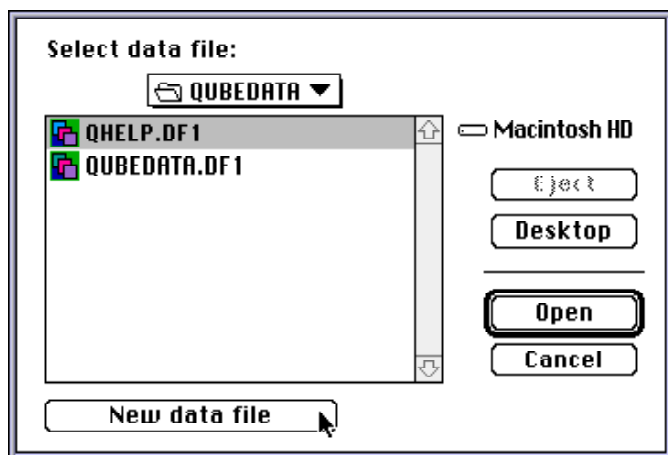 Select data file:
QUBEDATA
QHELP.DF1
QUBEDATA.DF1
Macintosh HD
Eject
Desktop
Open
Cancel
New data file